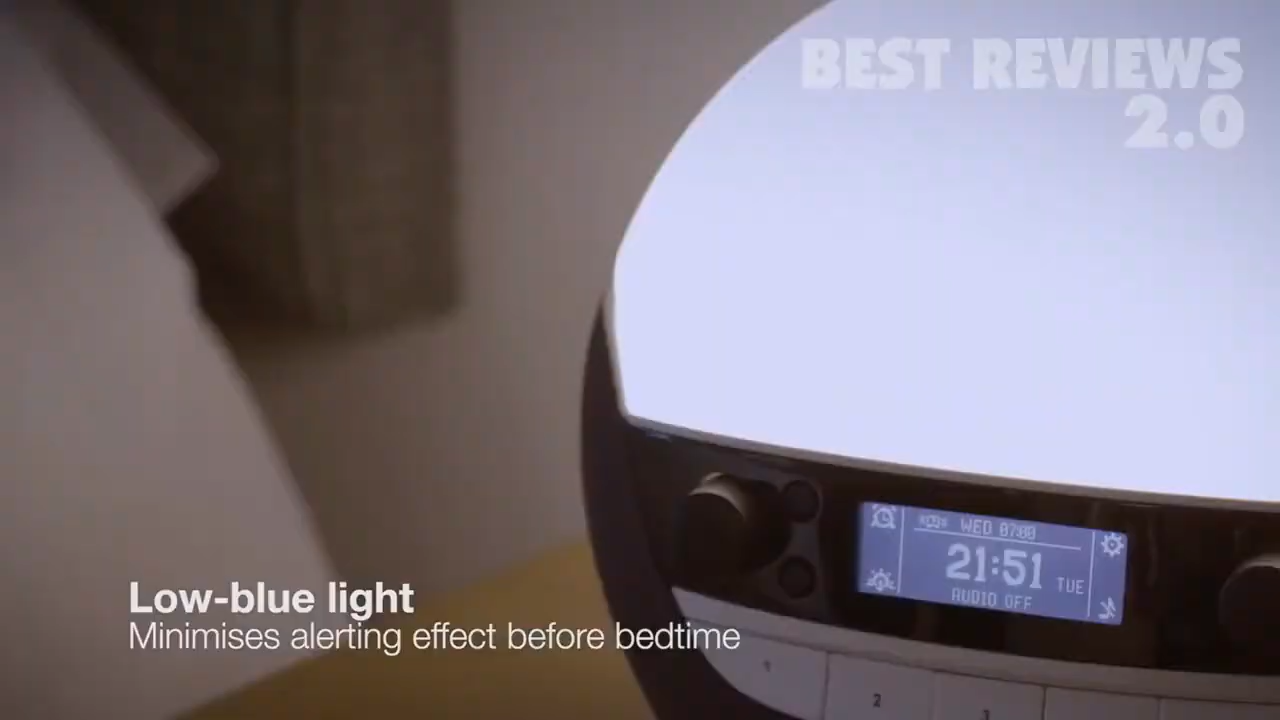 BEST REVIEWS
2.0
WED 07:00
21:51 TUE
AUDIO OFF
Low-blue light
Minimises alerting effect before bedtime
1
2
3